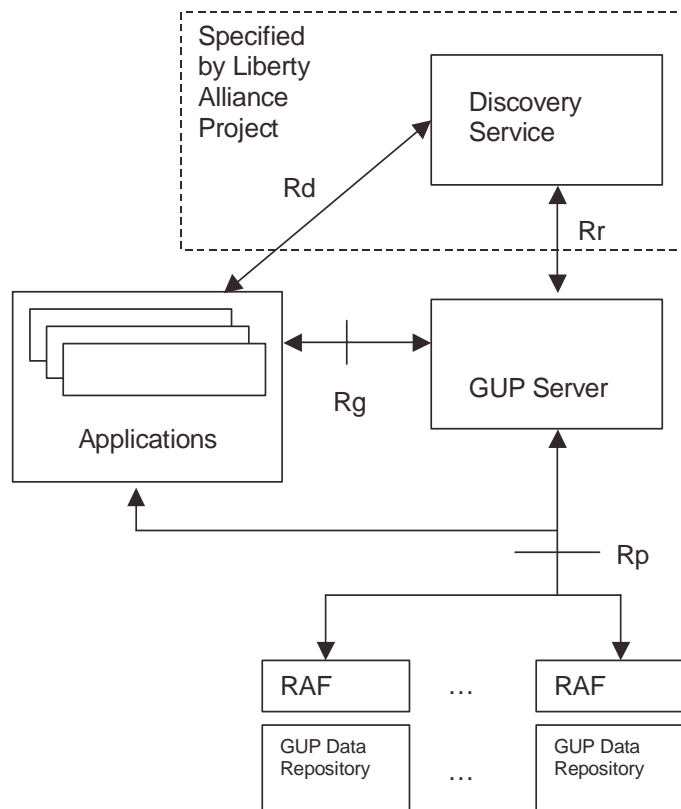 Specified
by Liberty
Alliance
Project
Discovery
Service
Rd
Rr
Rg
GUP Server
Applications
Rp
RAF
...
RAF
GUP Data
Repository
...
GUP Data
Repository